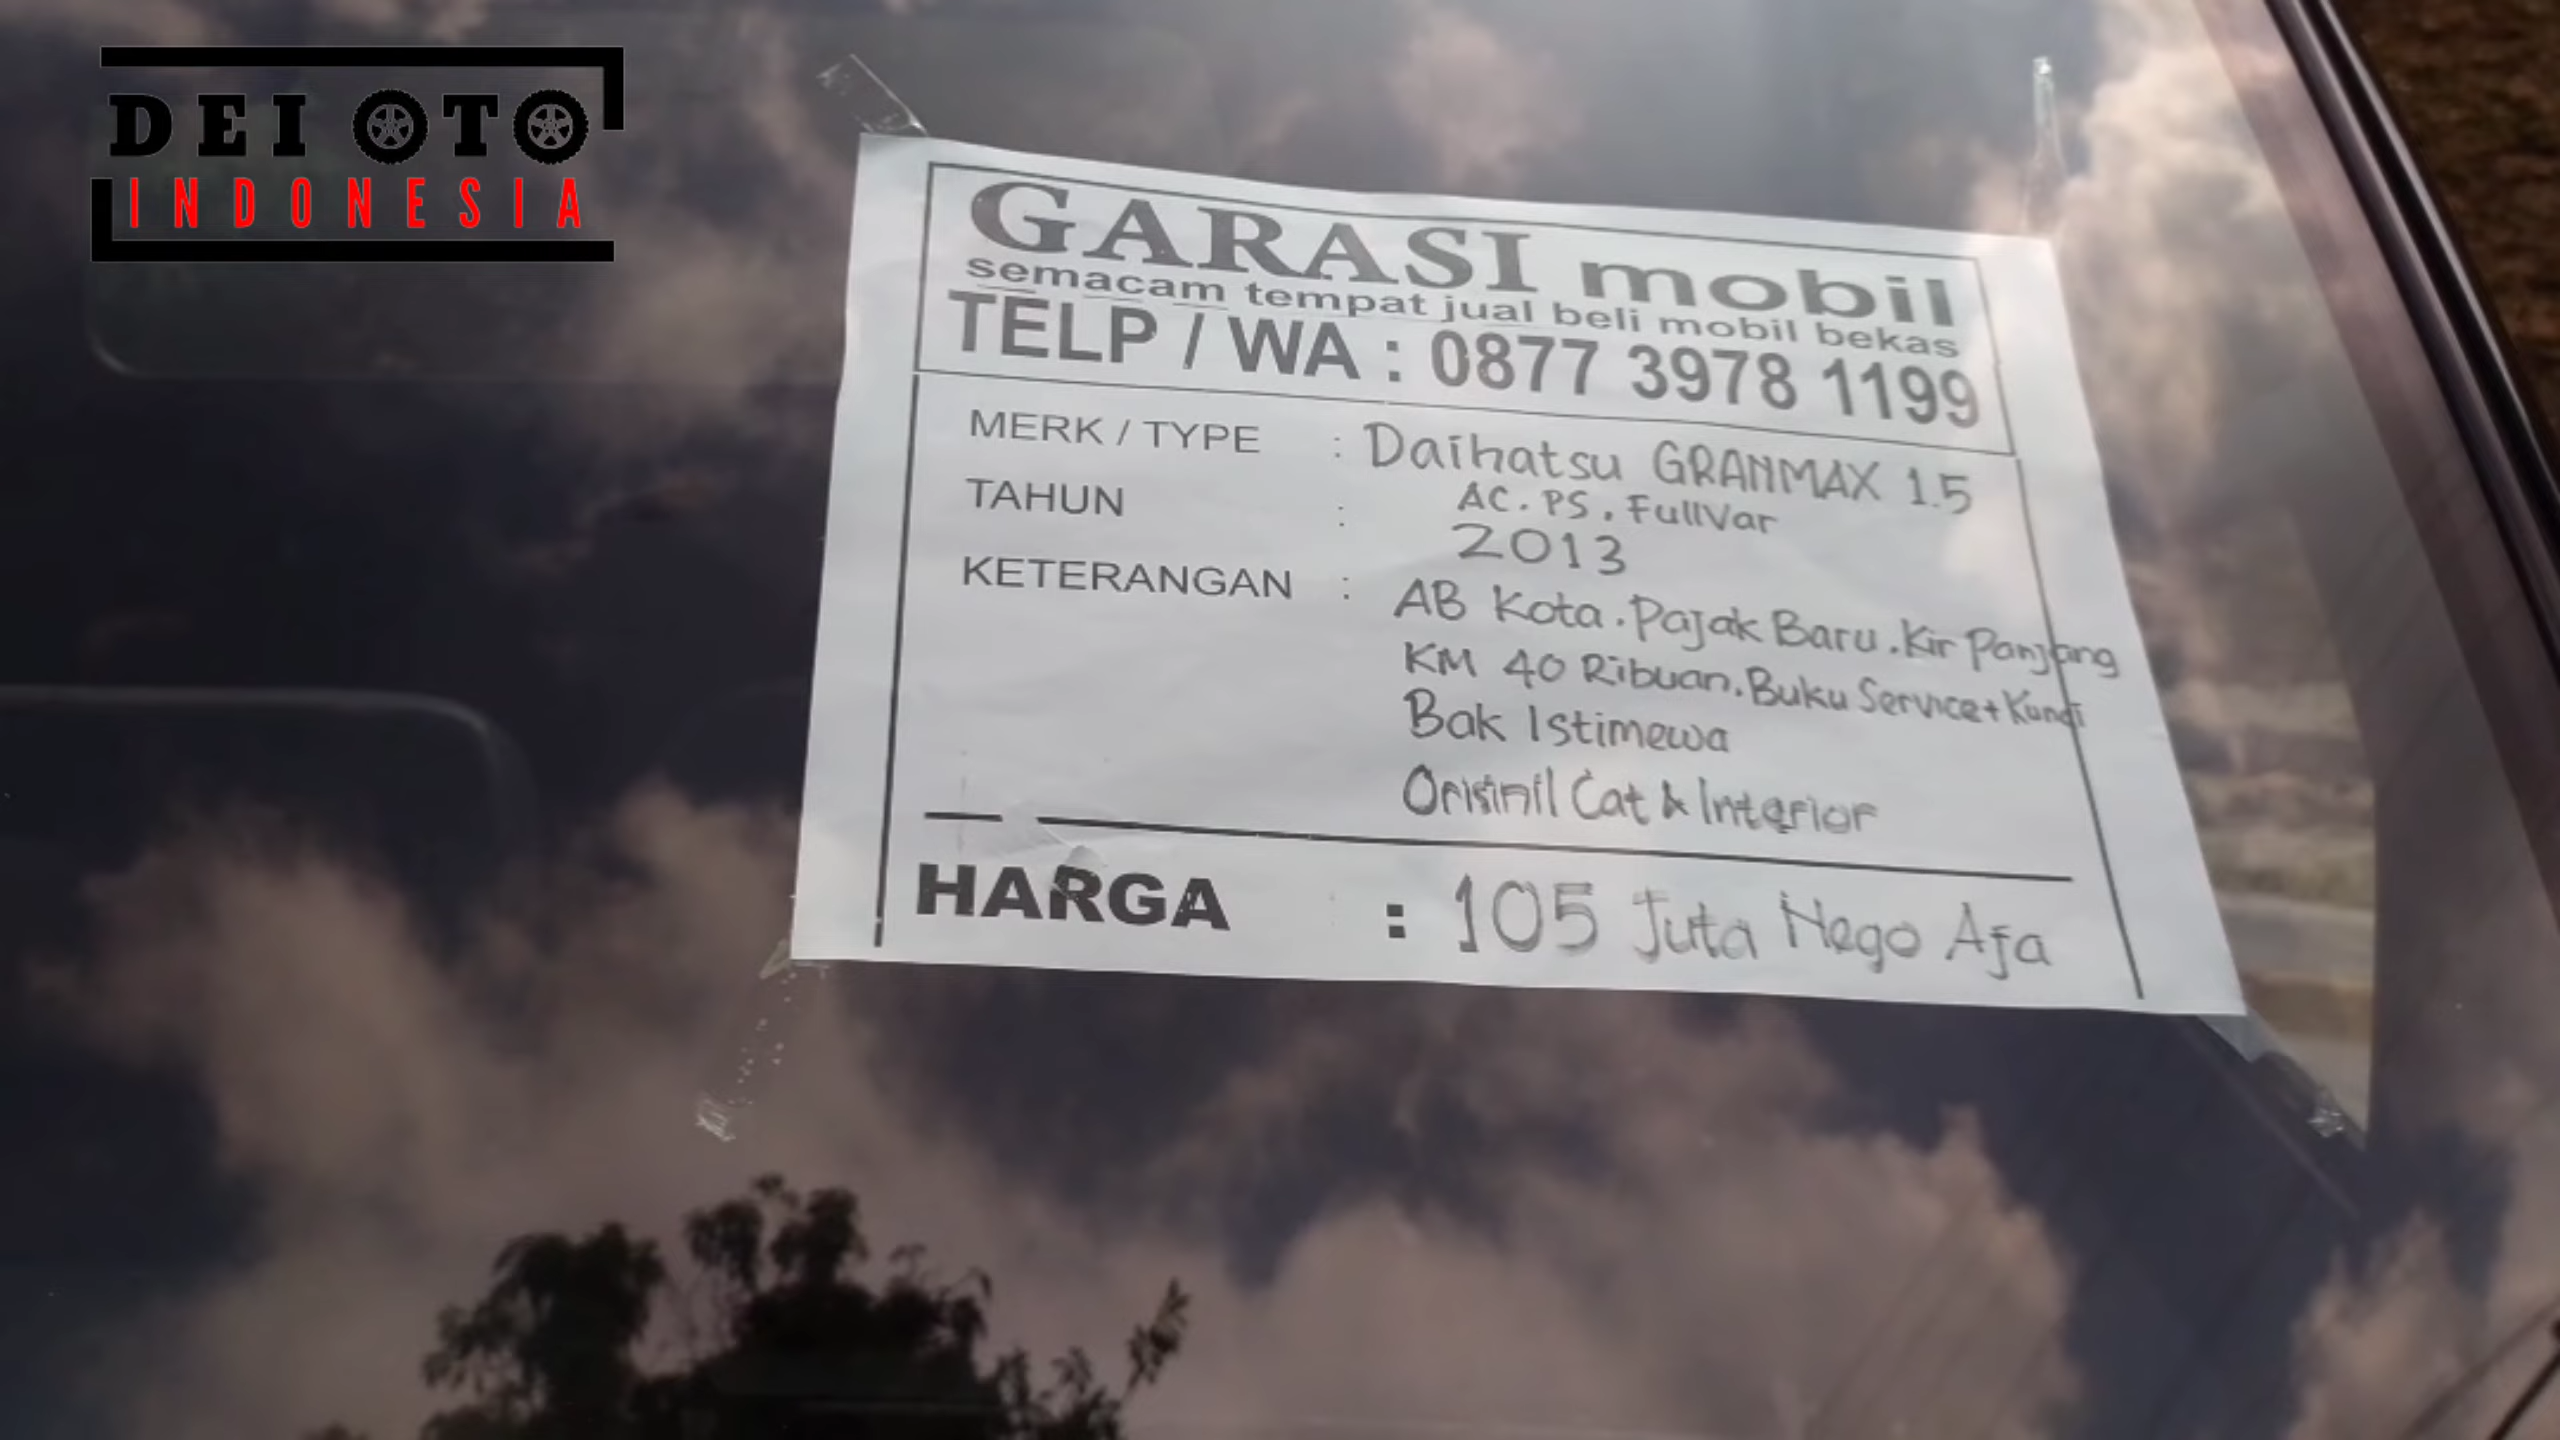 DEI OTO
INDONESIA
GARASI mobil
semacam tempat jual beli mobil bekas
TELP / WA : 0877 3978 1199
MERK / TYPE : Daihatsu GRANMAX 1.5
AC. PS. FullVar
TAHUN : 2013
KETERANGAN : AB Kota. Pajak Baru. Kir Panjang
KM 40 Ribuan. Buku Service + Kunci
Bak Istimewa
Orisinil Cat & Interior
HARGA : 105 Juta Nego Aja